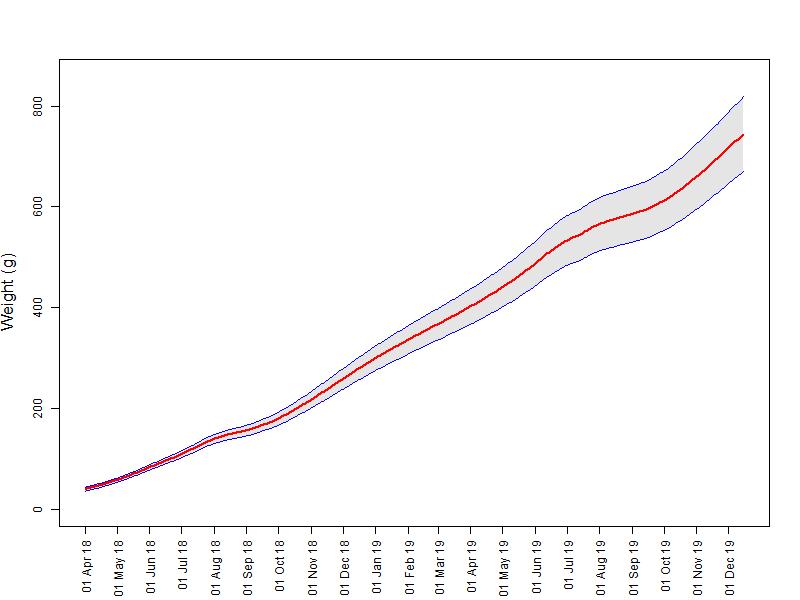 Weight (g)
800
600
400
200
0
01 Apr 18
01 May 18
01 Jun 18
01 Jul 18
01 Aug 18
01 Sep 18
01 Oct 18
01 Nov 18
01 Dec 18
01 Jan 19
01 Feb 19
01 Mar 19
01 Apr 19
01 May 19
01 Jun 19
01 Jul 19
01 Aug 19
01 Sep 19
01 Oct 19
01 Nov 19
01 Dec 19